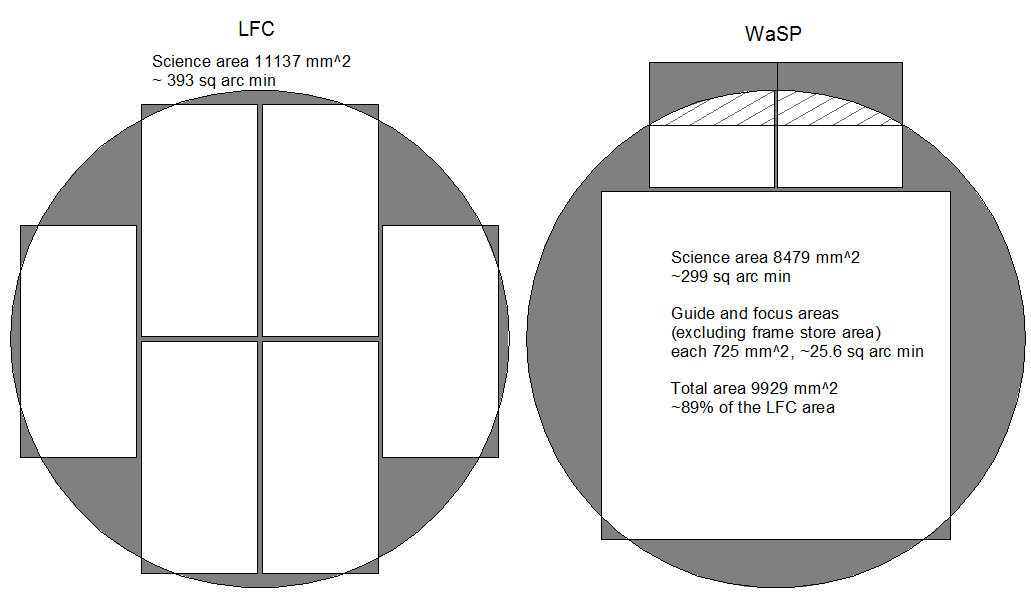 LFC
Science area 11137 mm^2
~ 393 sq arc min
WaSP
Science area 8479 mm^2
~299 sq arc min
Guide and focus areas
(excluding frame store area)
each 725 mm^2, ~25.6 sq arc min
Total area 9929 mm^2
~89% of the LFC area